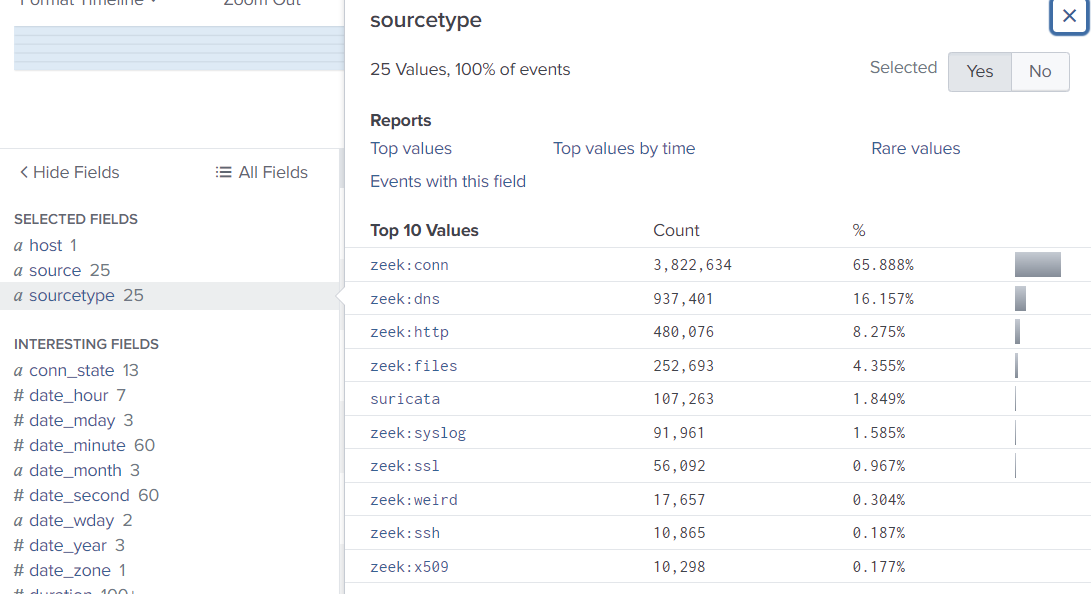 Format Timeline
Zoom Out
sourcetype
25 Values, 100% of events
Selected
Yes
No
Reports
Top values
Top values by time
Rare values
Events with this field
Hide Fields
All Fields
SELECTED FIELDS
a host 1
a source 25
a sourcetype 25
INTERESTING FIELDS
a conn_state 13
# date_hour 7
# date_mday 3
# date_minute 60
a date_month 3
# date_second 60
a date_wday 2
# date_year 3
# date_zone 1
# duration 100+
Top 10 Values Count %
zeek:conn 3,822,634 65.888%
zeek:dns 937,401 16.157%
zeek:http 480,076 8.275%
zeek:files 252,693 4.355%
suricata 107,263 1.849%
zeek:syslog 91,961 1.585%
zeek:ssl 56,092 0.967%
zeek:weird 17,657 0.304%
zeek:ssh 10,865 0.187%
zeek:x509 10,298 0.177%